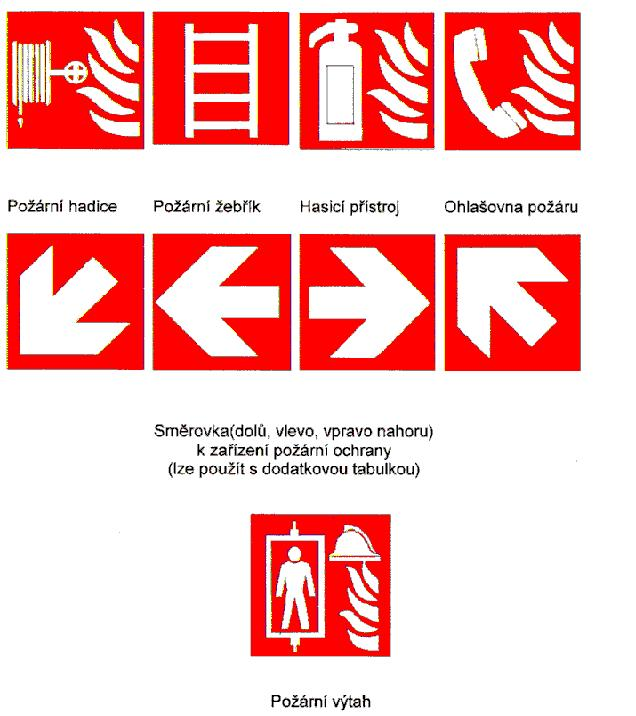 Požární hadice Požární žebřík Hasicí přístroj Ohlašovna požáru
Směrovka(dolů, vlevo, vpravo nahoru)
k zařízení požární ochrany
(lze použít s dodatkovou tabulkou)
Požární výtah